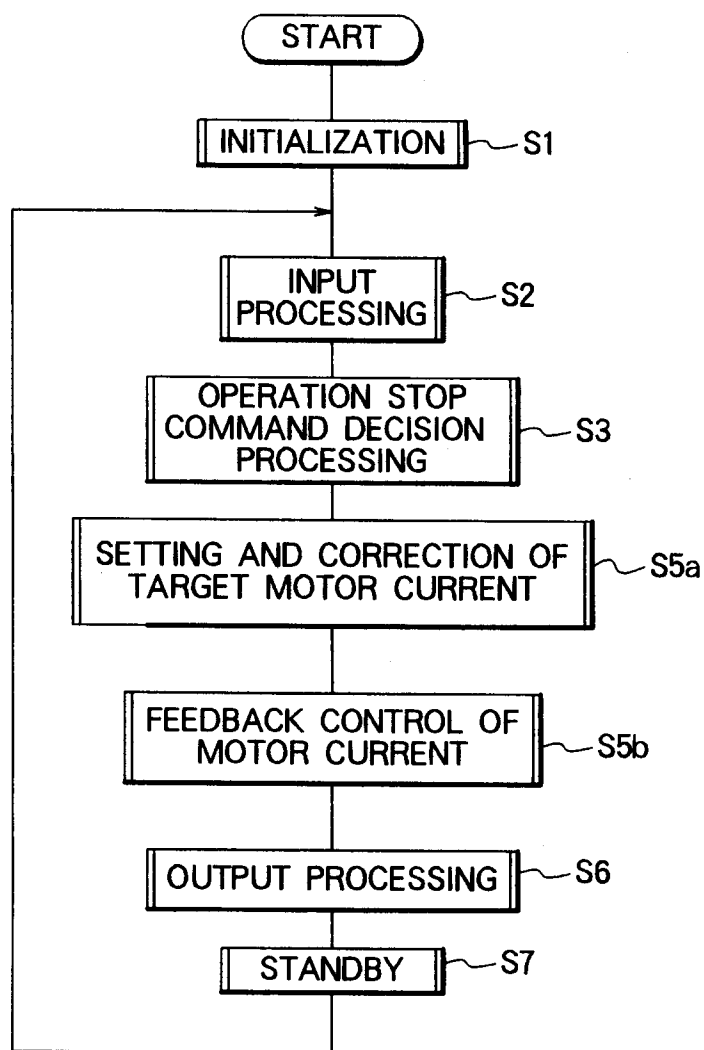 START
INITIALIZATION
S1
INPUT
PROCESSING
S2
OPERATION STOP
COMMAND DECISION
PROCESSING
S3
SETTING AND CORRECTION OF
TARGET MOTOR CURRENT
S5a
FEEDBACK CONTROL OF
MOTOR CURRENT
S5b
OUTPUT PROCESSING
S6
STANDBY
S7